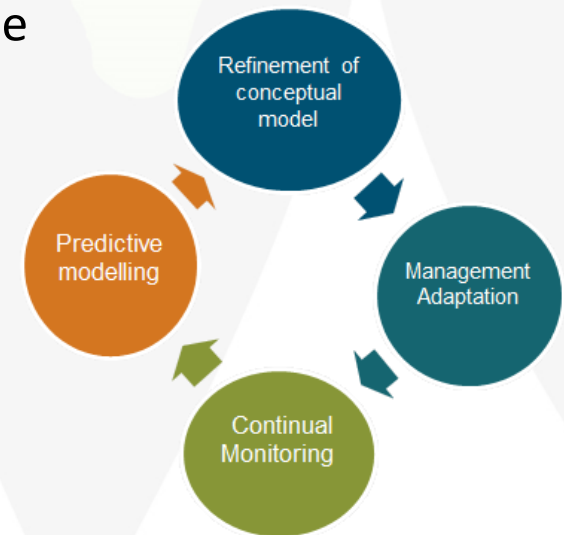 e
Refinement of
conceptual
model
Management
Adaptation
Continual
Monitoring
Predictive
modelling